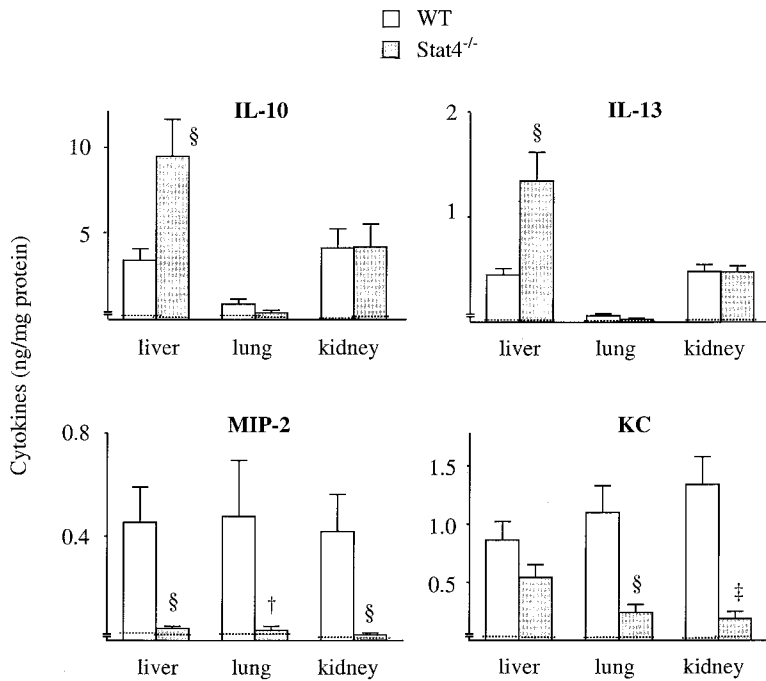 WT
Stat4-/-
IL-10
IL-13
10
§
5
liver lung kidney
2
§
1
liver lung kidney
Cytokines (ng/mg protein)
MIP-2
KC
0.8
0.4
§ † §
liver lung kidney
1.5
1.0
0.5
§ ‡
liver lung kidney